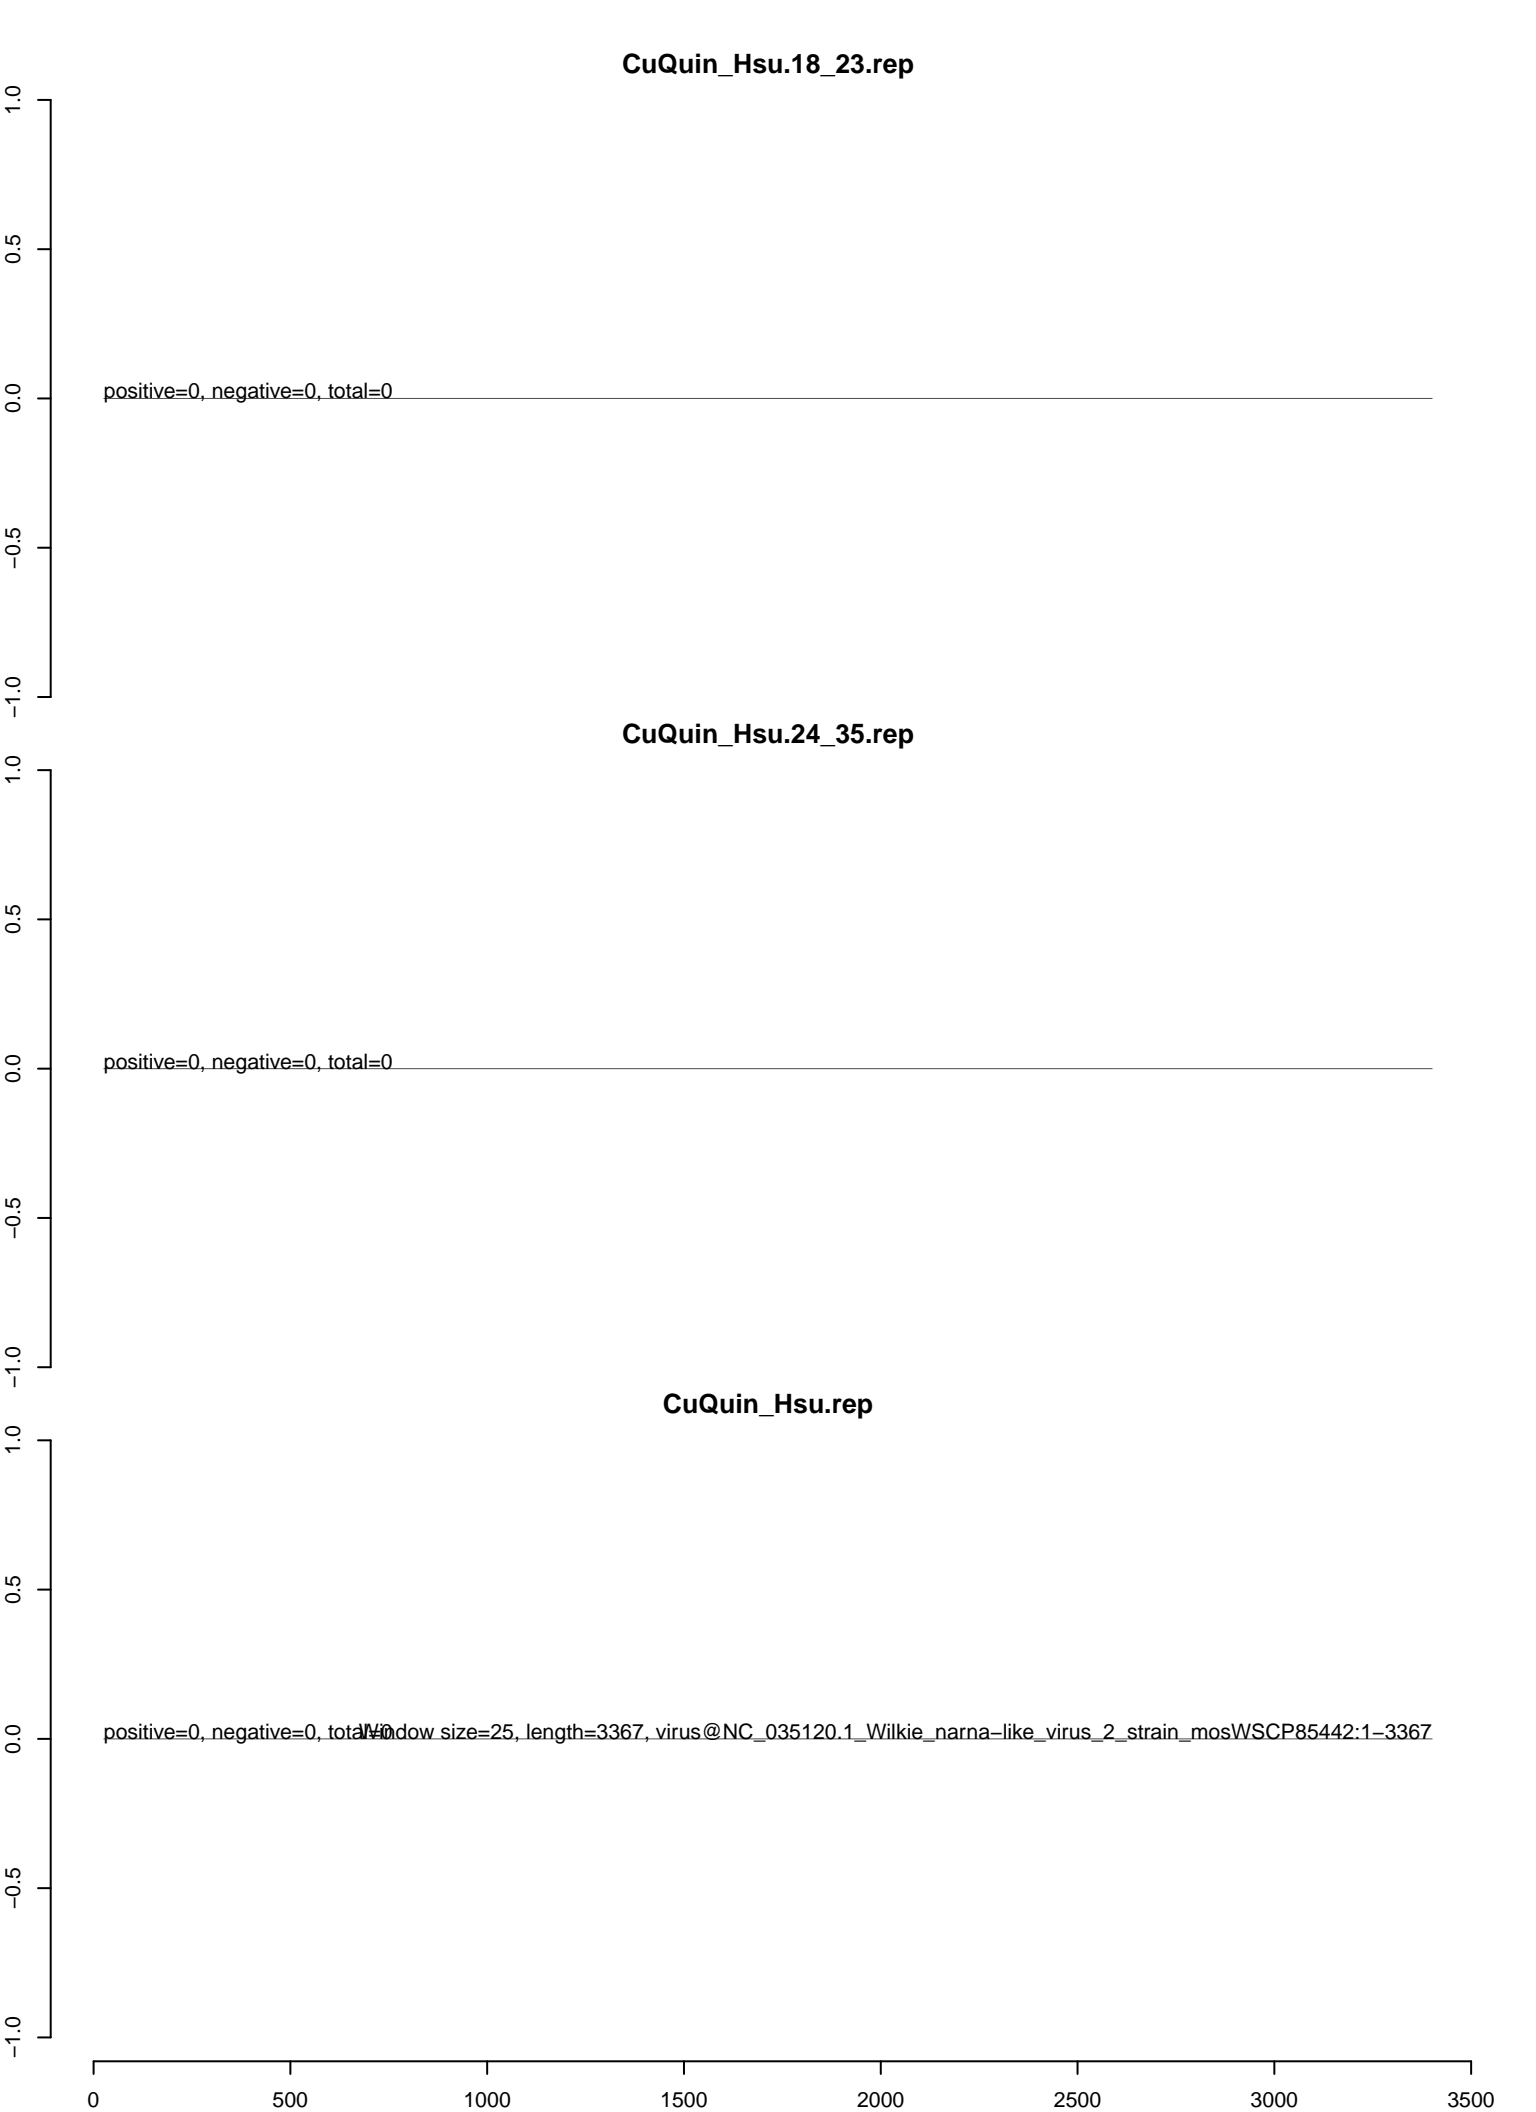 CuQuin_Hsu.18_23.rep
1.0
0.5
0.0
−0.5
−1.0
positive=0, negative=0, total=0
CuQuin_Hsu.24_35.rep
1.0
0.5
0.0
−0.5
−1.0
positive=0, negative=0, total=0
CuQuin_Hsu.rep
1.0
0.5
0.0
−0.5
−1.0
positive=0, negative=0, total=0
Window size=25, length=3367, virus@NC_035120.1_Wilkie_narna−like_virus_2_strain_mosWSCP85442:1−3367
0 500 1000 1500 2000 2500 3000 3500